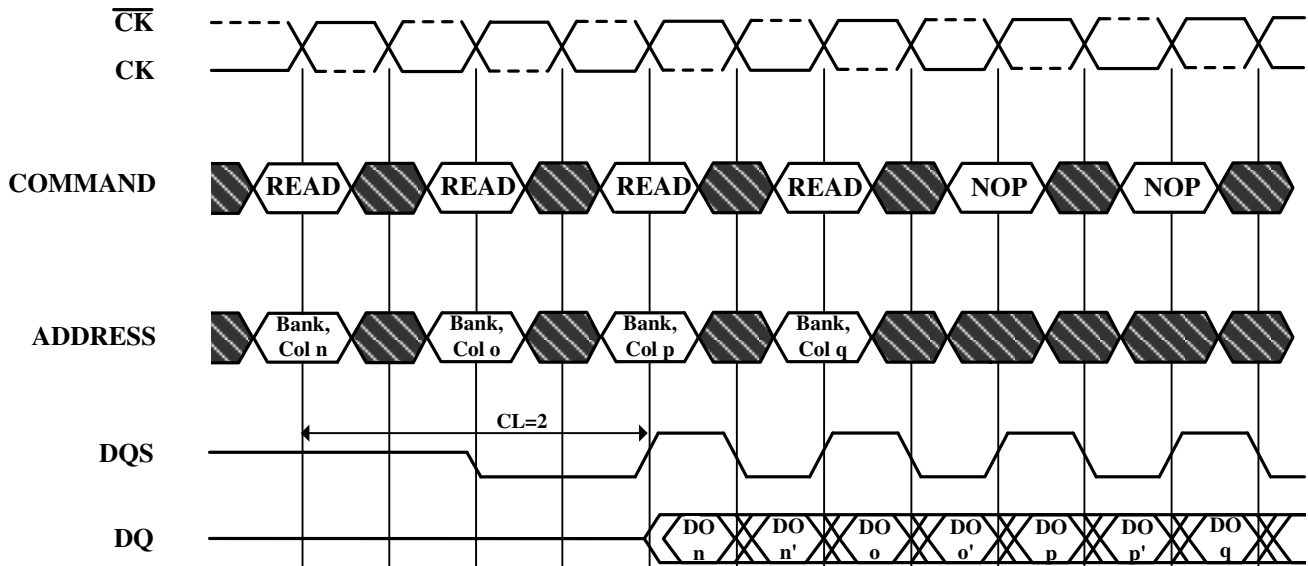 CK
CK
COMMAND
READ
READ
READ
READ
NOP
NOP
ADDRESS
Bank,
Col n
Bank,
Col o
Bank,
Col p
Bank,
Col q
CL=2
DQS
DQ
DO
n
DO
n'
DO
o
DO
o'
DO
p
DO
p'
DO
q